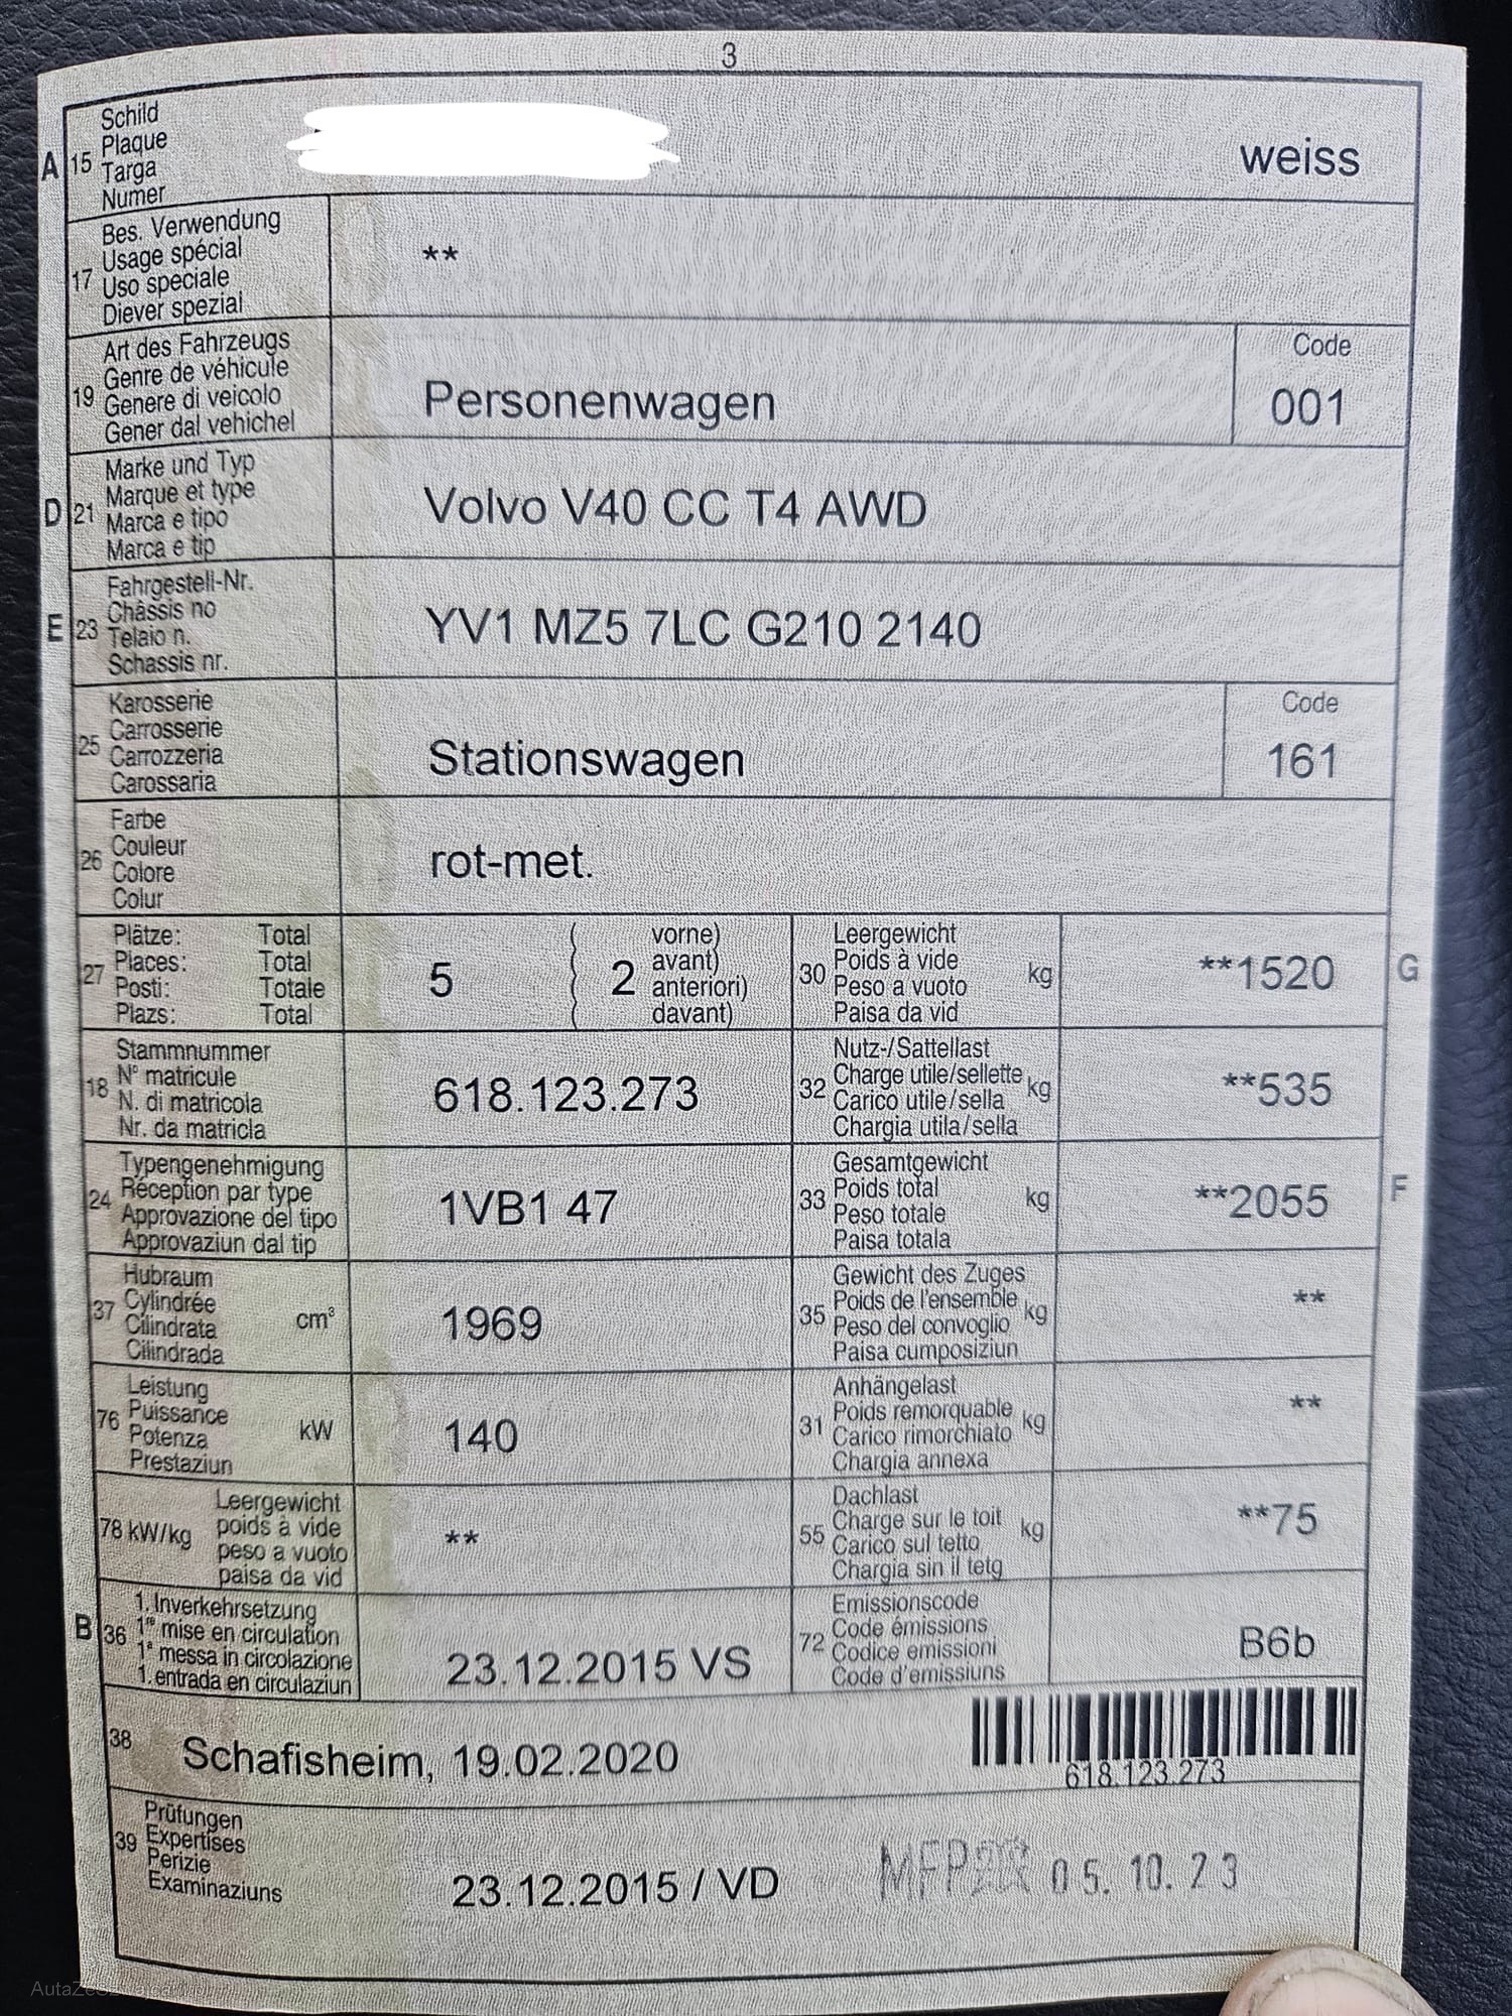 3
A 15 Schild
Plaque
Targa
Numer
weiss
17 Bes. Verwendung
Usage spécial
Uso speciale
Diever spezial
**
19 Art des Fahrzeugs
Genre de véhicule
Genere di veicolo
Gener dal vehichel
Personenwagen
Code
001
D 21 Marke und Typ
Marque et type
Marca e tipo
Marca e tip
Volvo V40 CC T4 AWD
E 23 Fahrgestell-Nr.
Châssis no
Telaio n.
Schassis nr.
YV1 MZ5 7LC G210 2140
25 Karosserie
Carrosserie
Carrozzeria
Carossaria
Stationswagen
Code
161
26 Farbe
Couleur
Colore
Colur
rot-met.
27 Plätze: Total
Places: Total
Posti: Totale
Plazs: Total
5
2
vorne)
avant)
anteriori)
davant)
30 Leergewicht
Poids à vide
Peso a vuoto
Paisa da vid
kg
**1520
G
18 Stammnummer
N° matricule
N. di matricola
Nr. da matricla
618.123.273
32 Nutz-/Sattellast
Charge utile/sellette
Carico utile/sella
Chargia utila/sella
kg
**535
24 Typengenehmigung
Réception par type
Approvazione del tipo
Approvaziun dal tip
1VB1 47
33 Gesamtgewicht
Poids total
Peso totale
Paisa totala
kg
**2055
F
37 Hubraum
Cylindrée
Cilindrata
Cilindrada
cm³
1969
35 Gewicht des Zuges
Poids de l'ensemble
Peso del convoglio
Paisa cumposiziun
kg
**
76 Leistung
Puissance
Potenza
Prestaziun
kW
140
31 Anhängelast
Poids remorquable
Carico rimorchiato
Chargia annexa
kg
**
78 kW/kg
Leergewicht
poids à vide
peso a vuoto
paisa da vid
**
55 Dachlast
Charge sur le toit
Carico sul tetto
Chargia sin il tetg
kg
**75
B 36 1. Inverkehrsetzung
1re mise en circulation
1a messa in circolazione
1. entrada en circulaziun
23.12.2015 VS
72 Emissionscode
Code émissions
Codice emissioni
Code d'emissiuns
B6b
38 Schafisheim, 19.02.2020
618.123.273
39 Prüfungen
Expertises
Perizie
Examinaziuns
23.12.2015 / VD
05. 10. 23